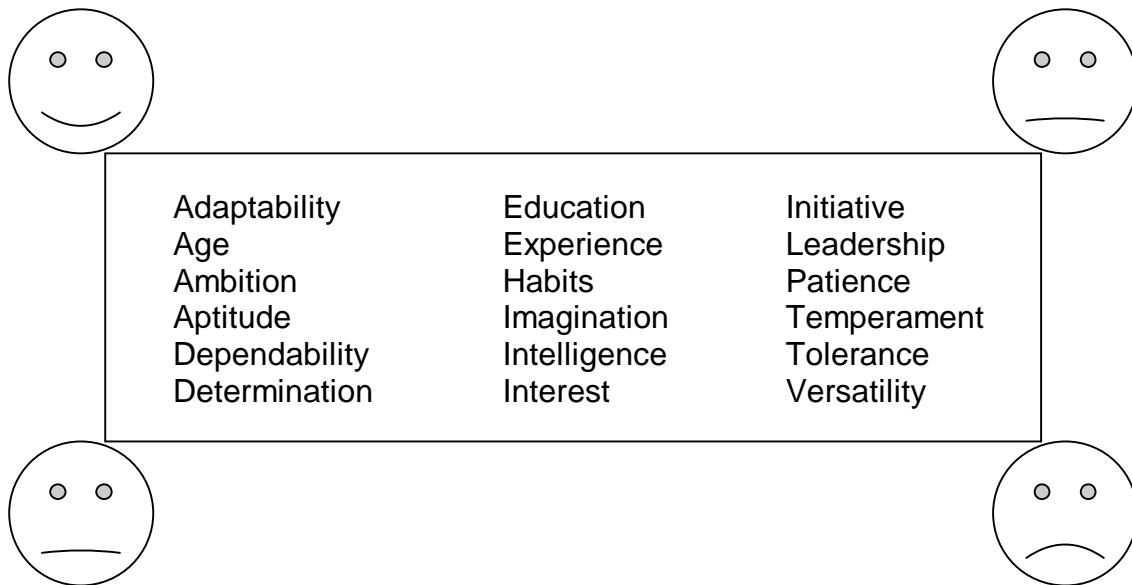 Adaptability
Age
Ambition
Aptitude
Dependability
Determination
Education
Experience
Habits
Imagination
Intelligence
Interest
Initiative
Leadership
Patience
Temperament
Tolerance
Versatility